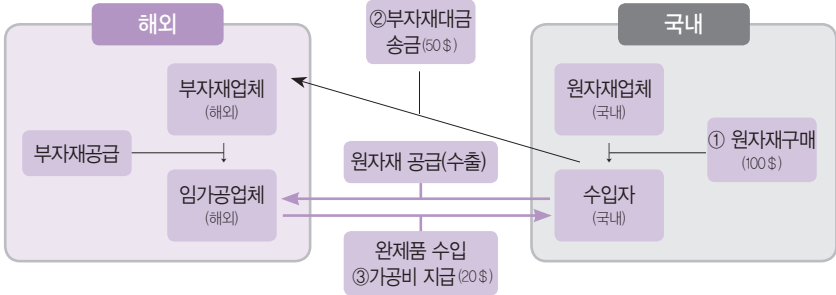 해외
②부자재대금
송금(50$)
국내
부자재업체
(해외)
원자재업체
(국내)
부자재공급
① 원자재구매
(100$)
원자재 공급(수출)
임가공업체
(해외)
수입자
(국내)
완제품 수입
③가공비 지급(20$)